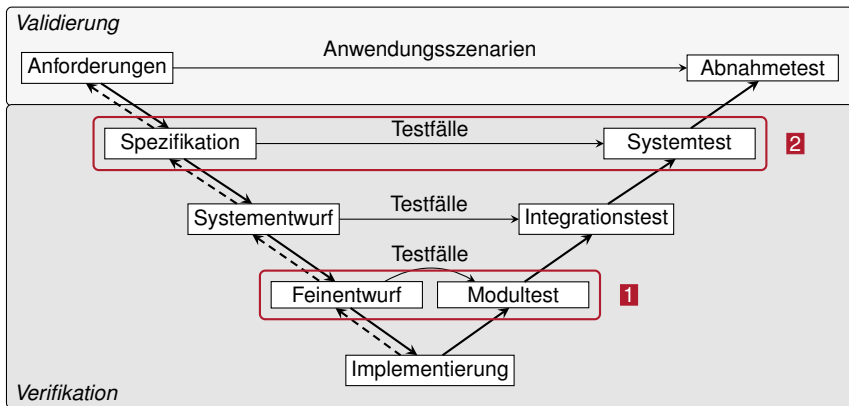 Validierung
Anwendungsszenarien
Anforderungen
Abnahmetest
Testfälle
Spezifikation
Systemtest
2
Testfälle
Systementwurf
Integrationstest
Testfälle
Feinentwurf
Modultest
1
Implementierung
Verifikation